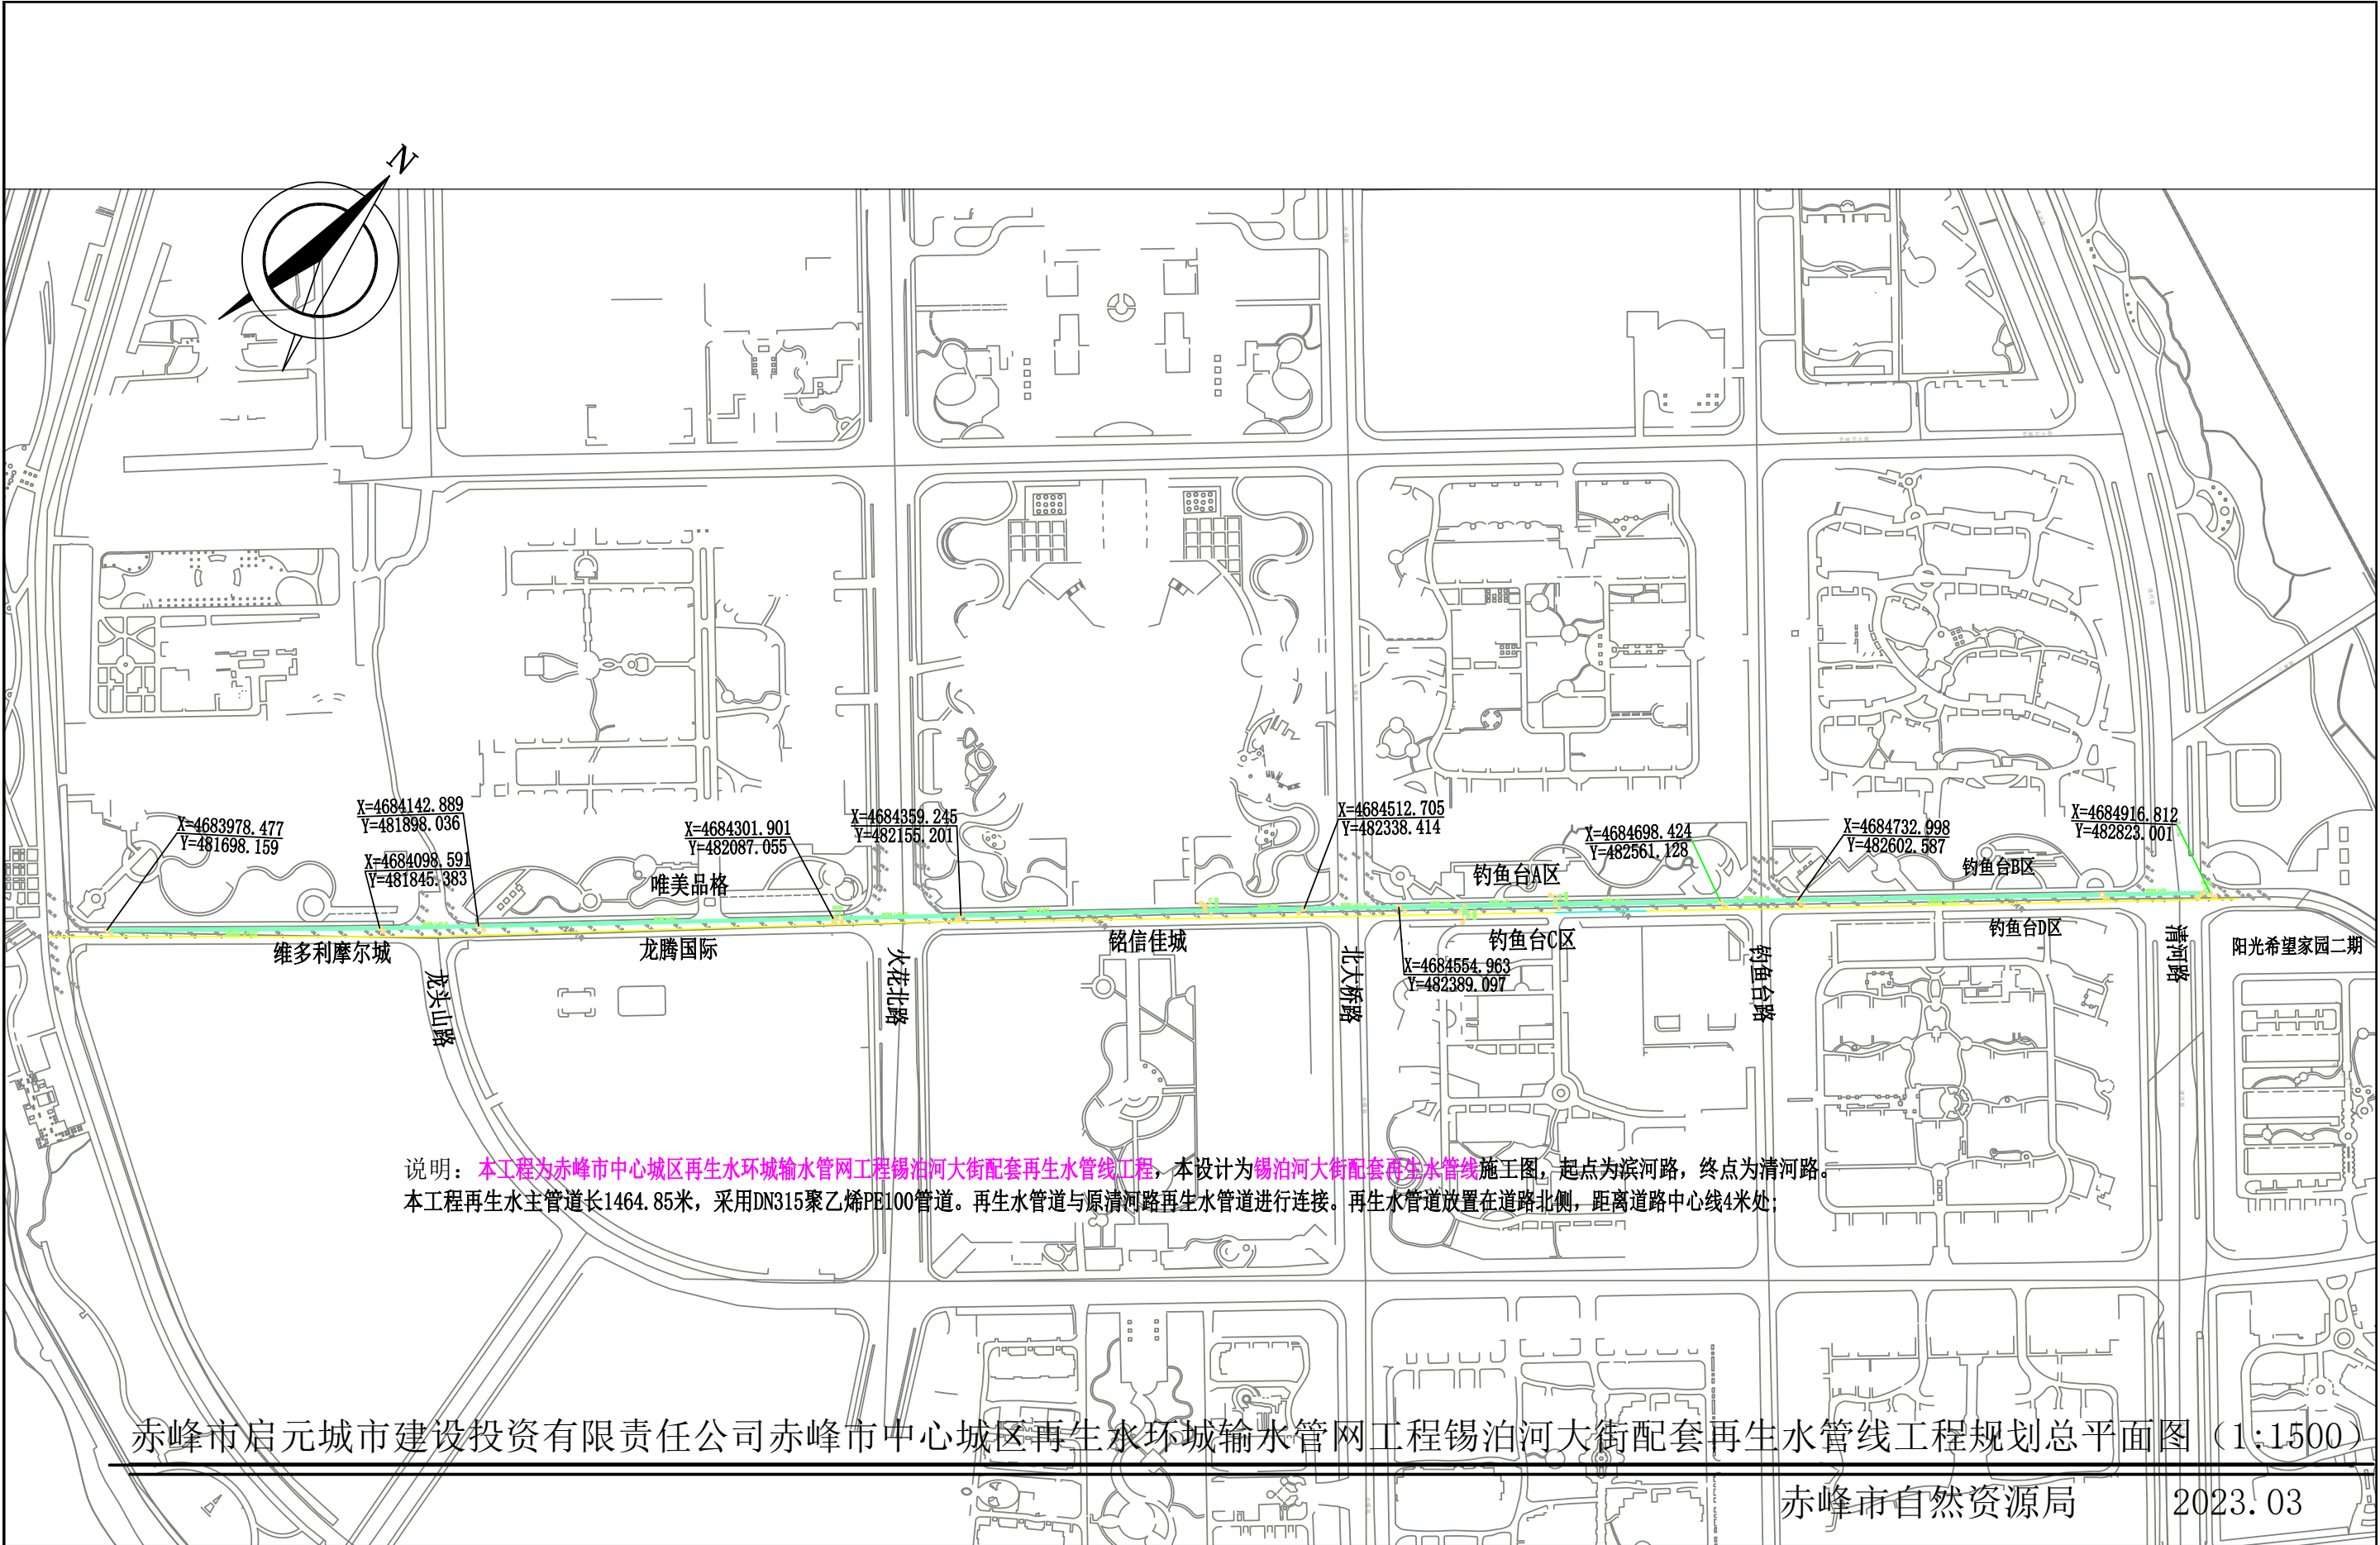 N
X=4683978.477
Y=481698.159
X=4684142.889
Y=481898.036
X=4684098.591
Y=481845.383
X=4684301.901
Y=482087.055
X=4684359.245
Y=482155.201
X=4684512.705
Y=482338.414
X=4684698.424
Y=482561.128
X=4684732.998
Y=482602.587
X=4684916.812
Y=482823.001
X=4684554.963
Y=482389.097
唯美品格
钓鱼台A区
钓鱼台B区
维多利摩尔城
龙腾国际
铭信佳城
钓鱼台C区
钓鱼台D区
阳光希望家园二期
龙头山路
火花北路
北大桥路
钓鱼台路
清河路
说明：本工程为赤峰市中心城区再生水环城输水管网工程锡泊河大街配套再生水管线工程，本设计为锡泊河大街配套再生水管线施工图，起点为滨河路，终点为清河路。
本工程再生水主管道长1464.85米，采用DN315聚乙烯PE100管道。再生水管道与原清河路再生水管道进行连接。再生水管道放置在道路北侧，距离道路中心线4米处;
赤峰市启元城市建设投资有限责任公司赤峰市中心城区再生水环城输水管网工程锡泊河大街配套再生水管线工程规划总平面图（1:1500）
赤峰市自然资源局 2023.03